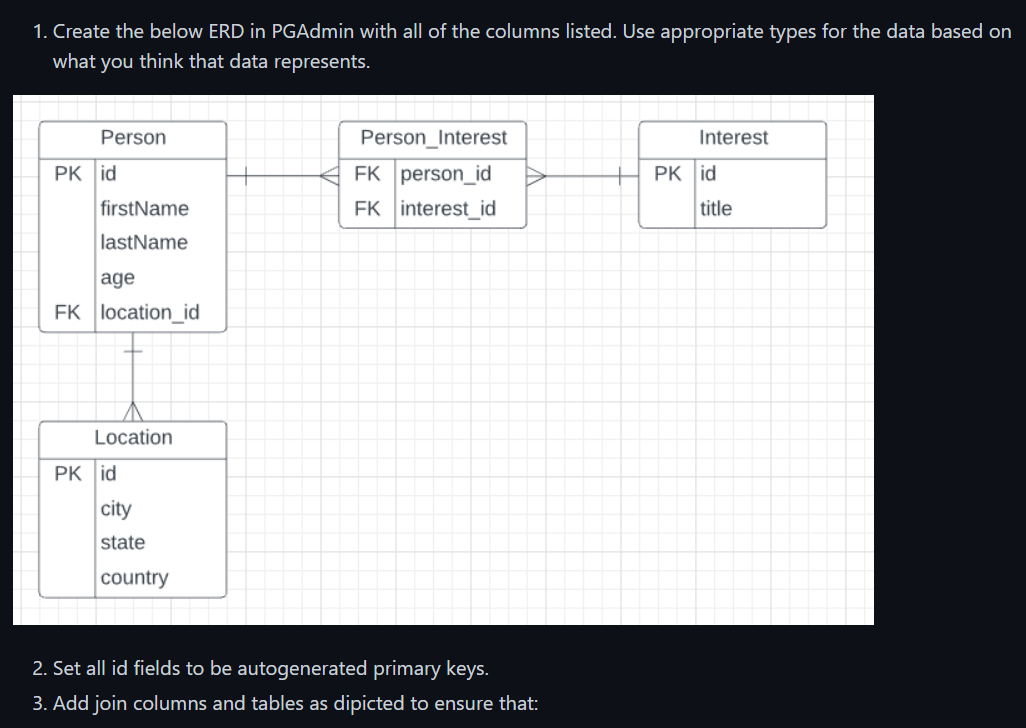 1. Create the below ERD in PGAdmin with all of the columns listed. Use appropriate types for the data based on
what you think that data represents.
Person
PK id
firstName
lastName
age
FK location_id
Person_Interest
FK person_id
FK interest_id
Interest
PK id
title
Location
PK id
city
state
country
2. Set all id fields to be autogenerated primary keys.
3. Add join columns and tables as dipicted to ensure that: